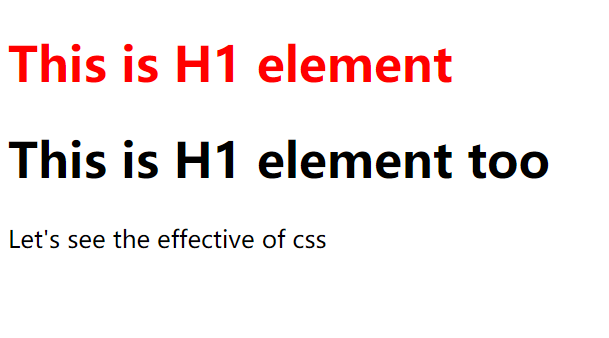 This is H1 element
This is H1 element too
Let's see the effective of css